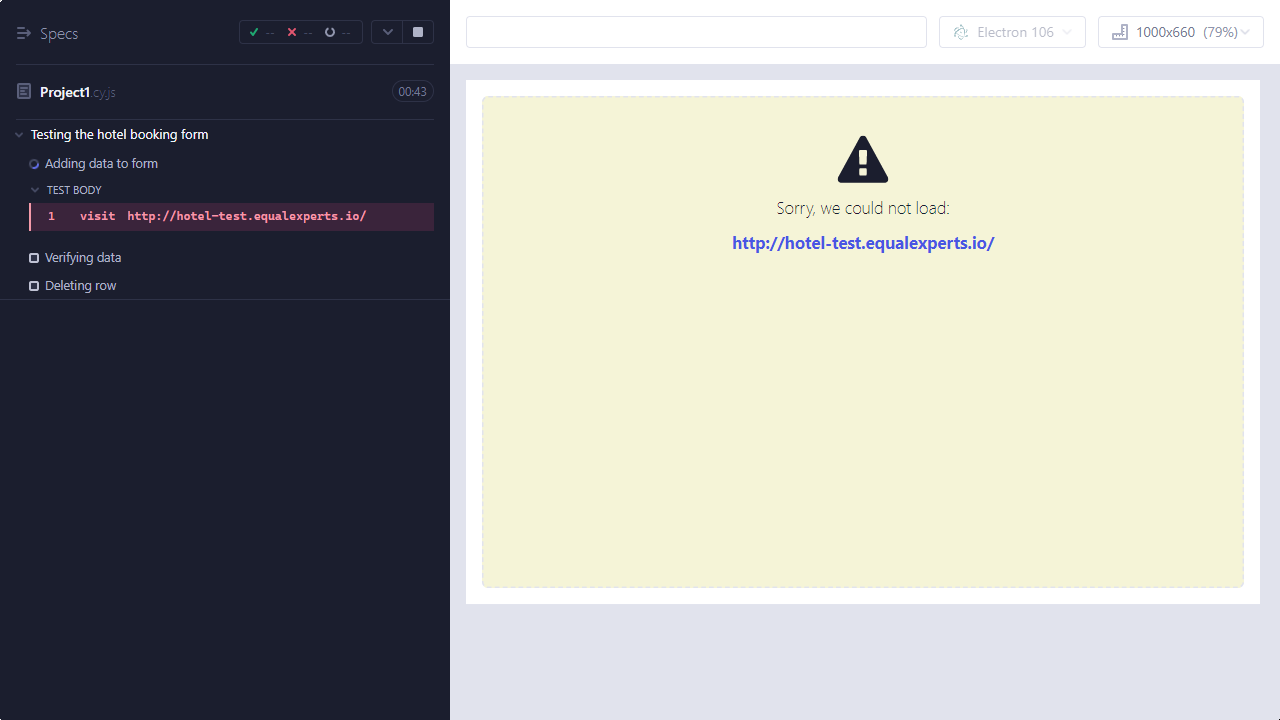 Specs
-- -- --
Project1.cy.js 00:43
Testing the hotel booking form
Adding data to form
TEST BODY
1 visit http://hotel-test.equalexperts.io/
Verifying data
Deleting row
Electron 106
1000x660 (79%)
Sorry, we could not load:
http://hotel-test.equalexperts.io/